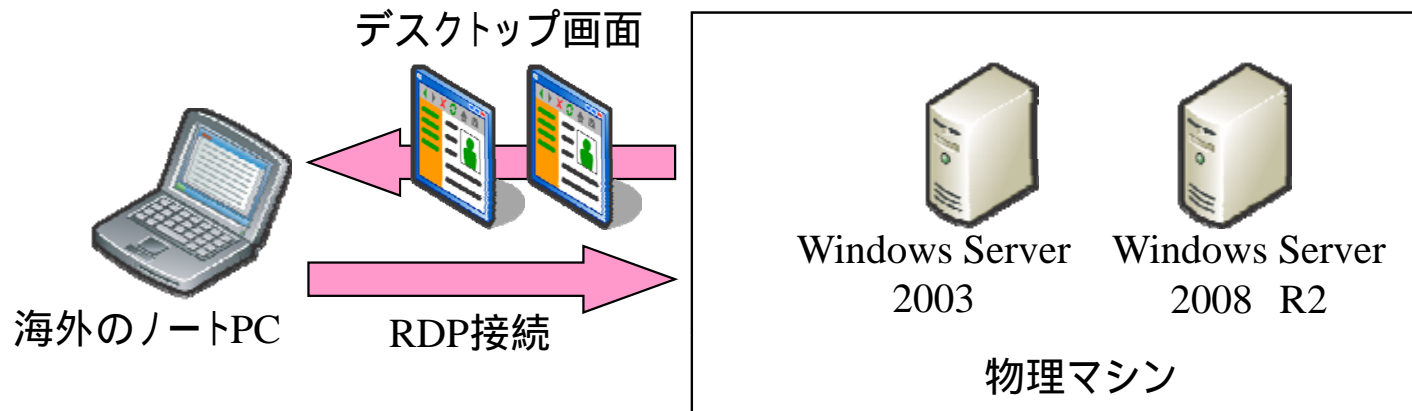 デスクトップ画面
海外のノートPC
RDP接続
Windows Server
2003
Windows Server
2008 R2
物理マシン